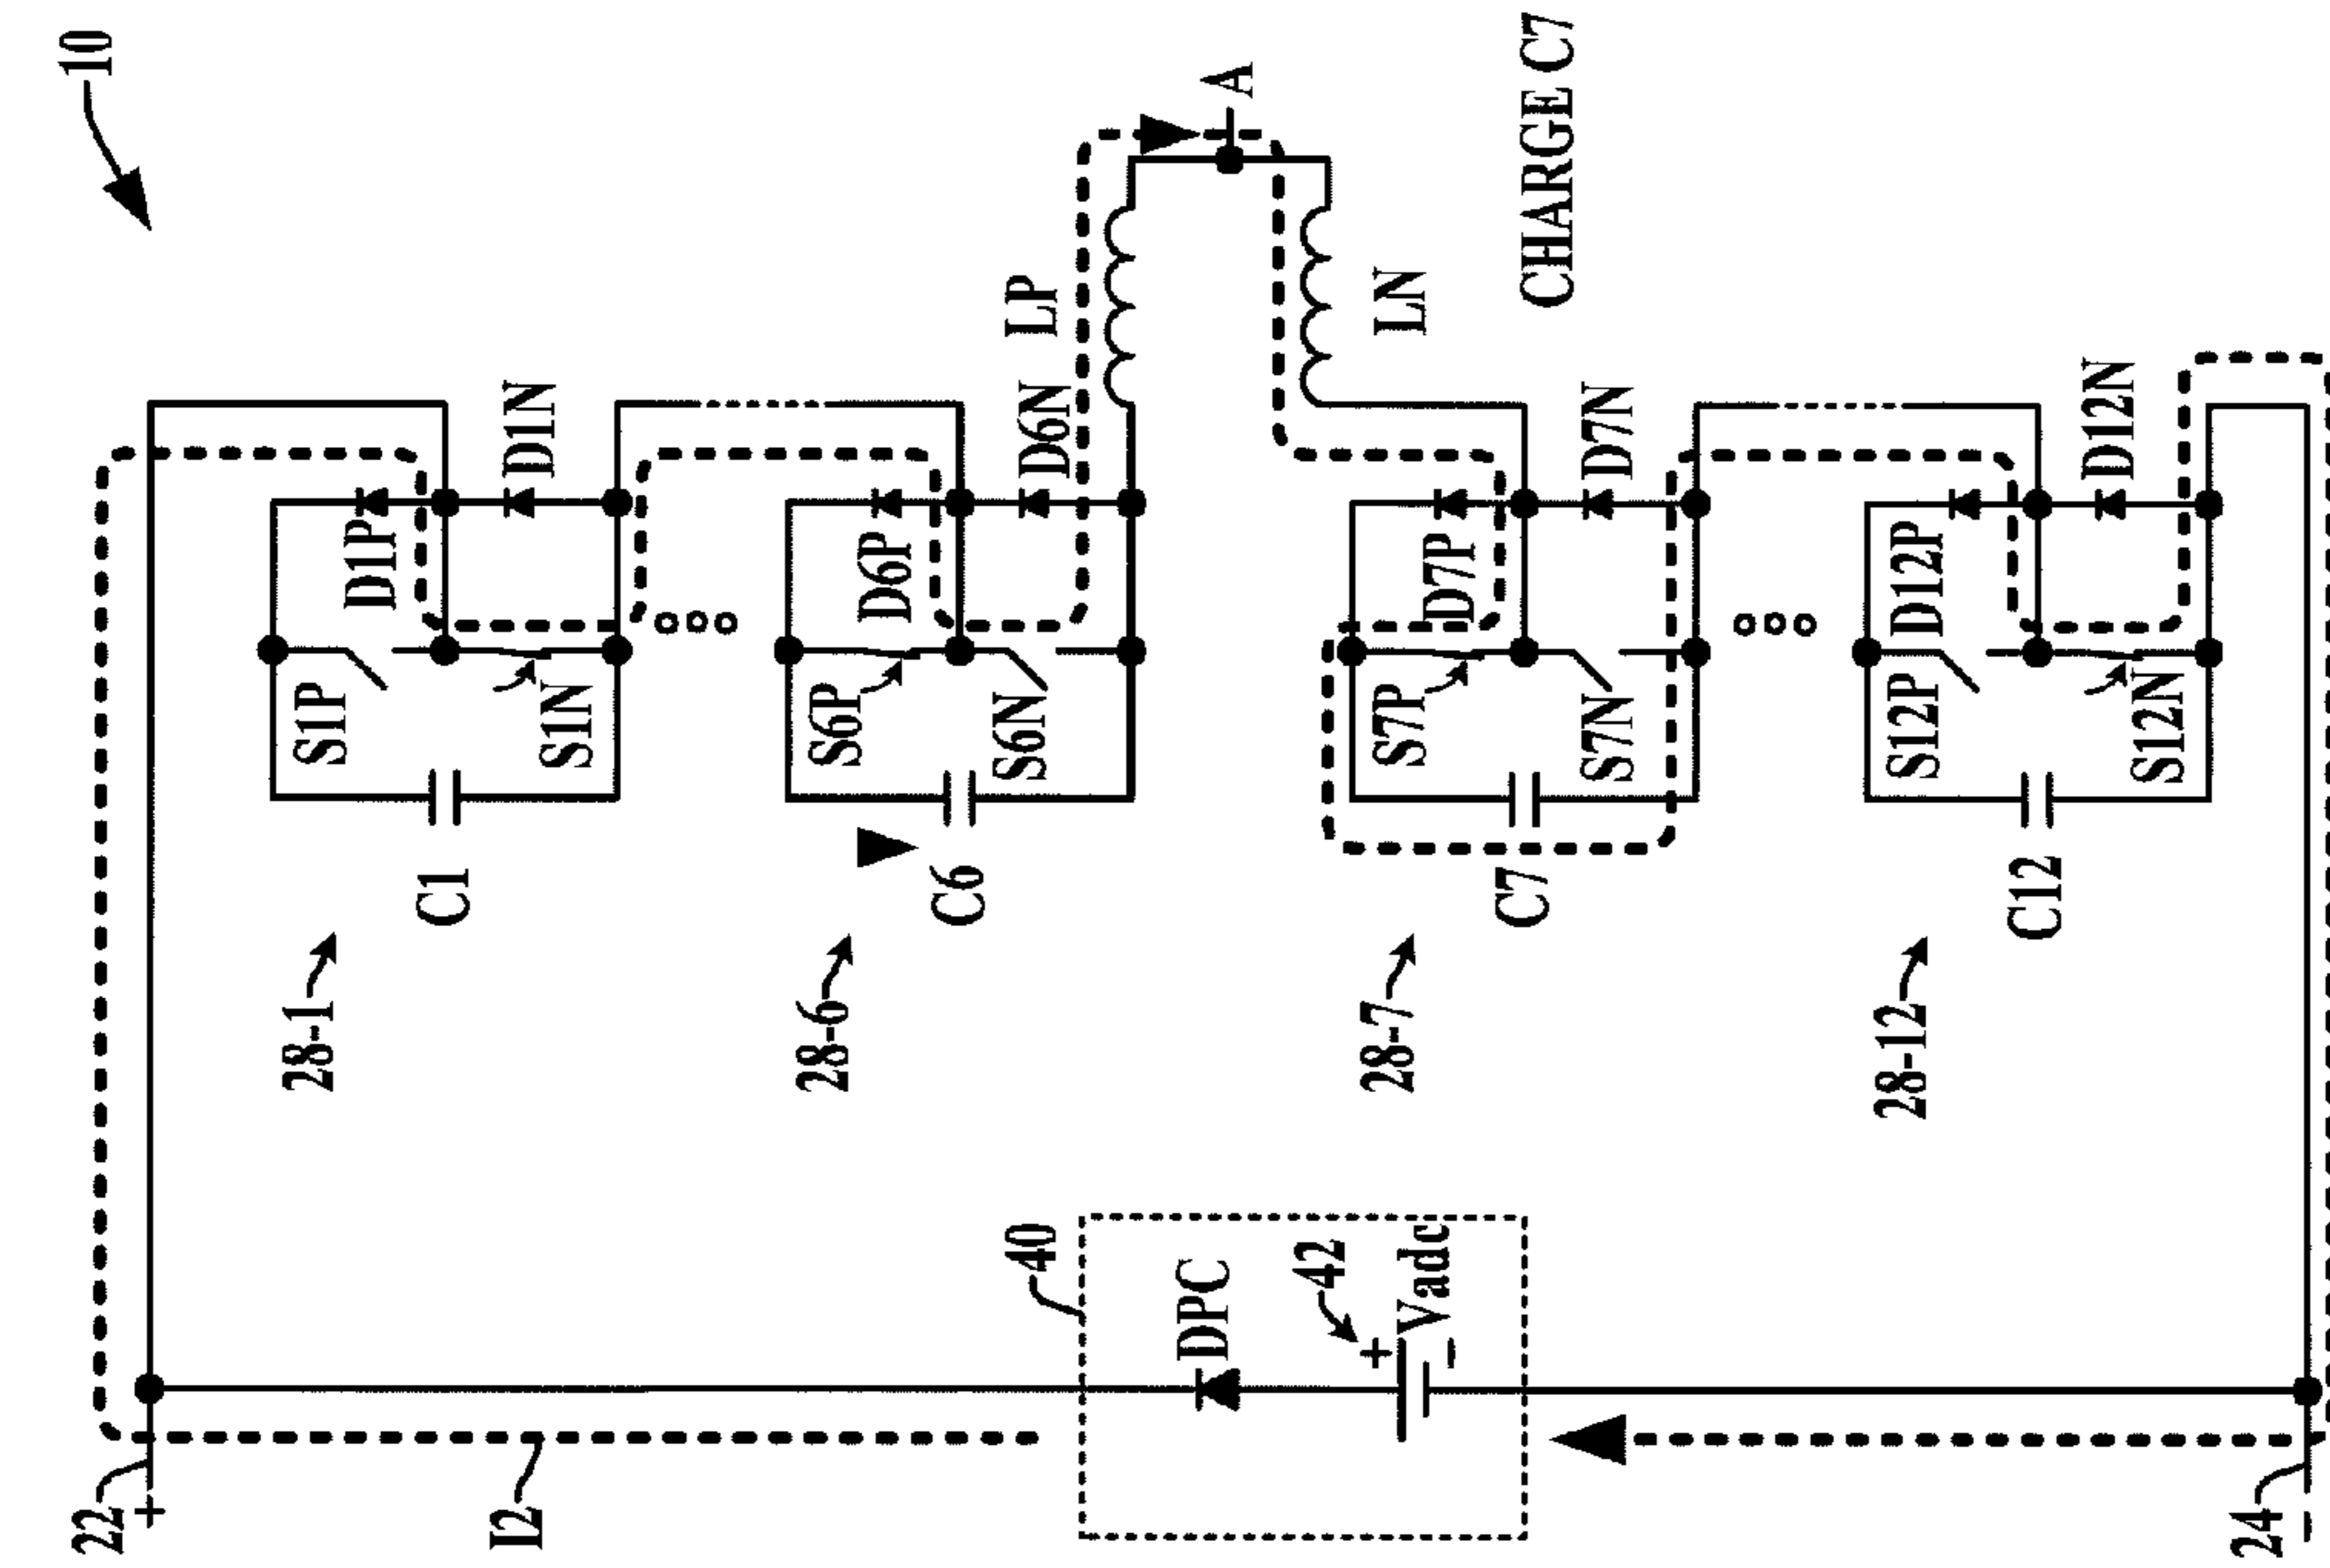 10
22
+
I2
28-1
C1
S1P
S1N
D1P
D1N
28-6
C6
S6P
S6N
D6P
D6N
LP
A
LN
40
DPC
42
+
Vadc
-
28-7
C7
S7P
S7N
D7P
D7N
28-12
C12
S12P
S12N
D12P
D12N
24
-
CHARGE C7